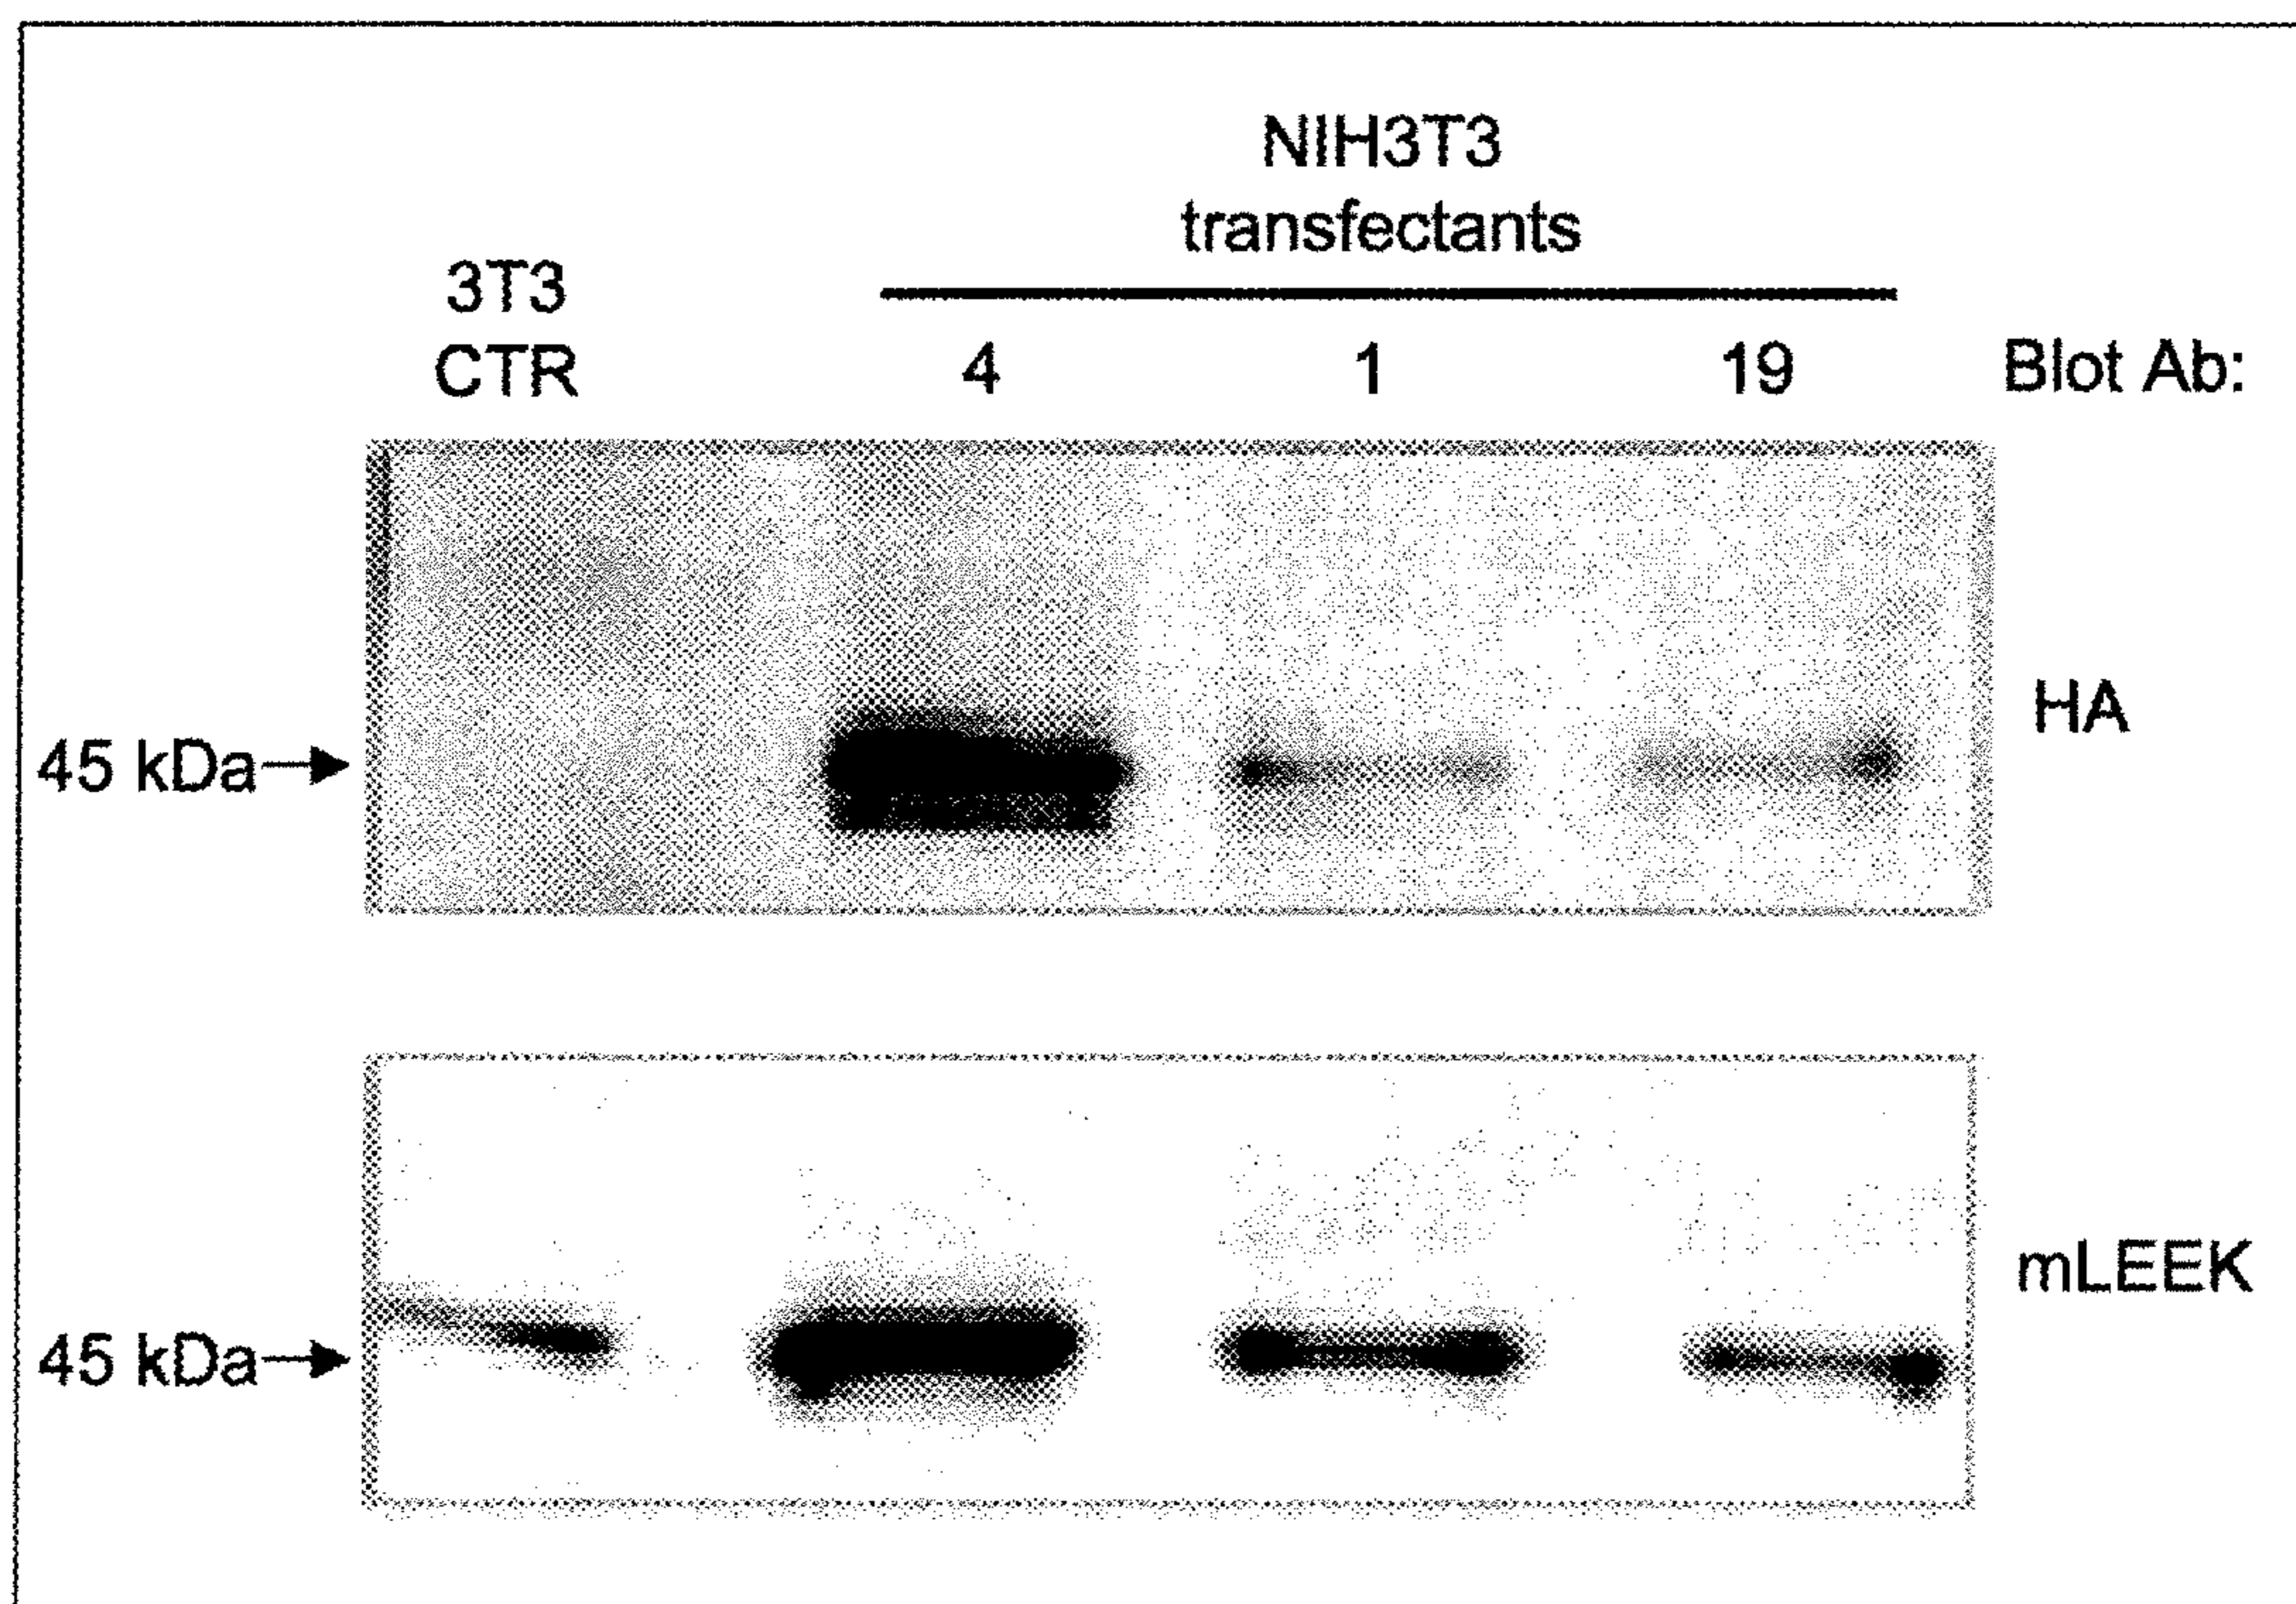 NIH3T3
transfectants
3T3
CTR
4 1 19 Blot Ab:
HA
45 kDa
mLEEK
45 kDa